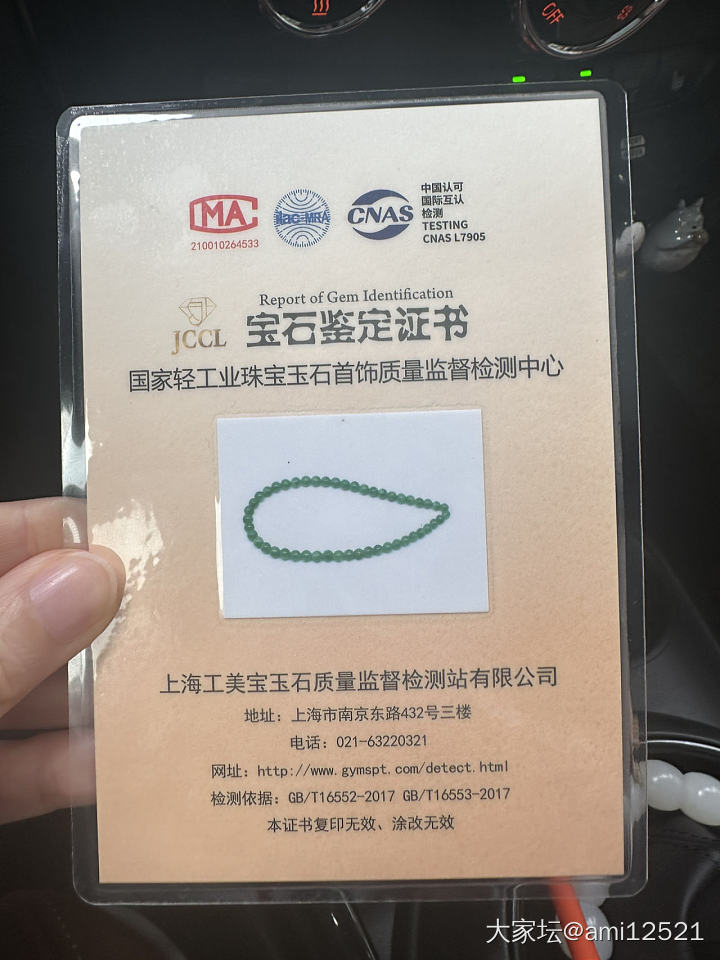 OFF
MA
210010264533
ilac-MRA
CNAS
中国认可
国际互认
检测
TESTING
CNAS L7905
JCCL
Report of Gem Identification
宝石鉴定证书
国家轻工业珠宝玉石首饰质量监督检测中心
上海工美宝玉石质量监督检测站有限公司
地址：上海市南京东路432号三楼
电话：021-63220321
网址：http://www.gymspt.com/detect.html
检测依据：GB/T16552-2017 GB/T16553-2017
本证书复印无效、涂改无效
大家坛@ami12521